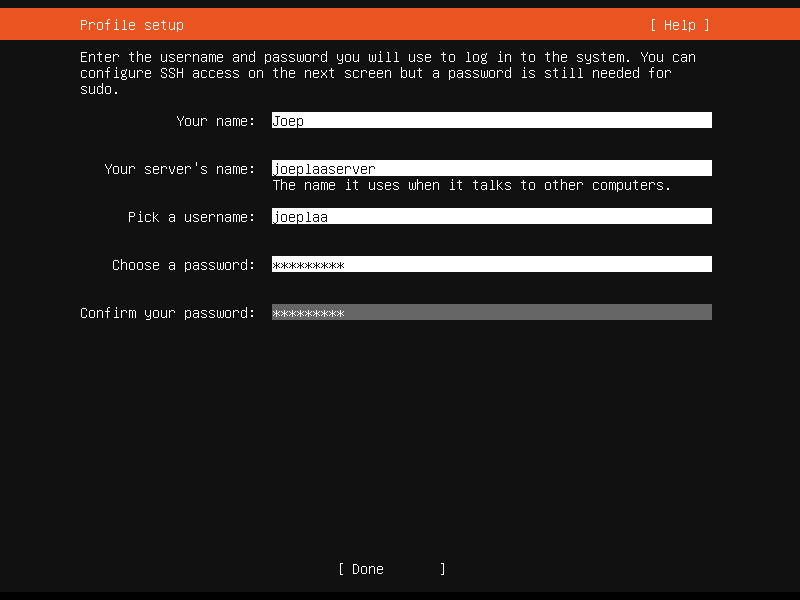 Profile setup [ Help ]
Enter the username and password you will use to log in to the system. You can
configure SSH access on the next screen but a password is still needed for
sudo.
Your name: Joep
Your server's name: joeplaaserver
The name it uses when it talks to other computers.
Pick a username: joeplaa
Choose a password: *********
Confirm your password: *********
[ Done ]